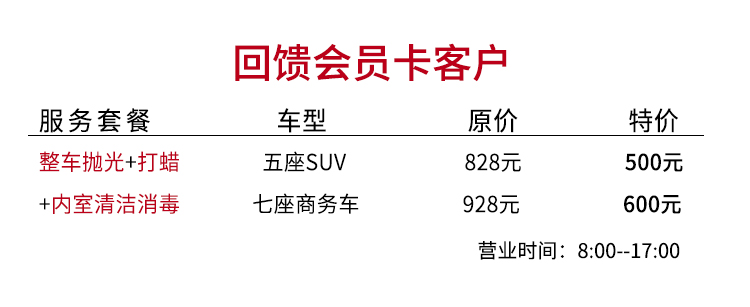 回馈会员卡客户
服务套餐 车型 原价 特价
整车抛光+打蜡 五座SUV 828元 500元
+内室清洁消毒 七座商务车 928元 600元
营业时间：8:00--17:00